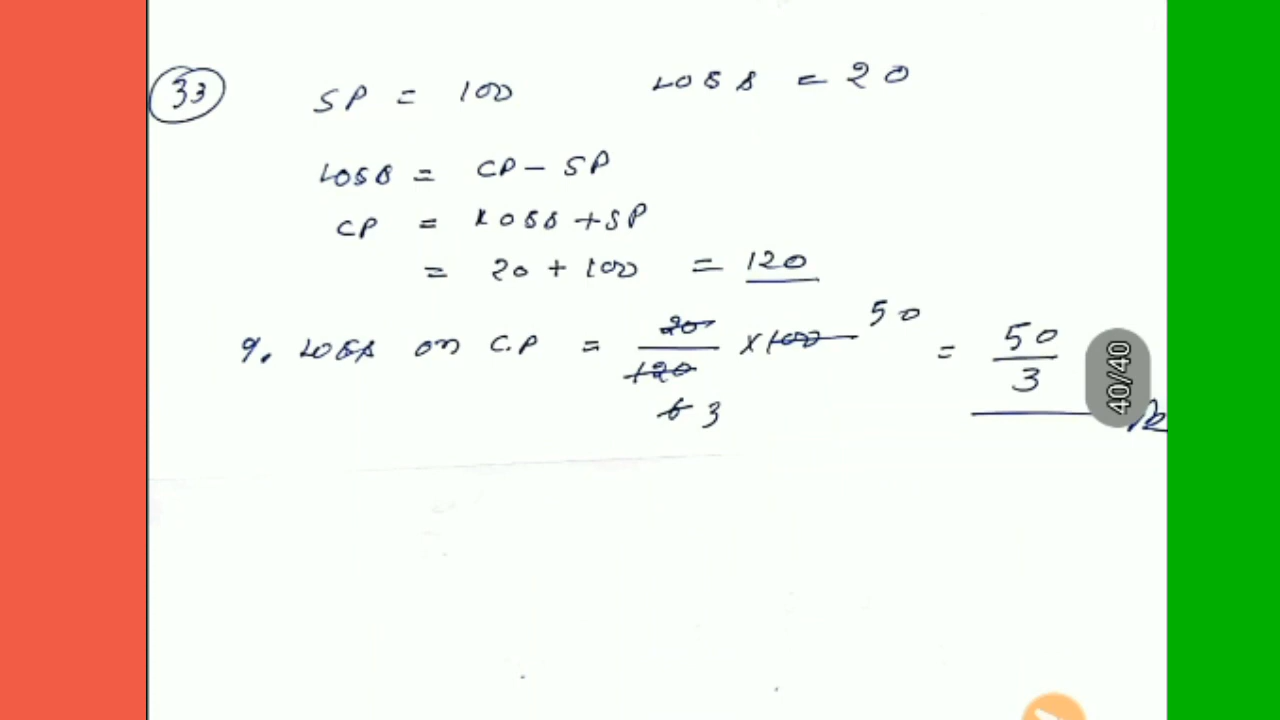 33 SP = 100 LOSS = 20
LOSS = CP - SP
CP = LOSS + SP
= 20 + 100 = 120
% LOSS on C.P = 20/120 × 100 = 50/3
50
6 3
40/40